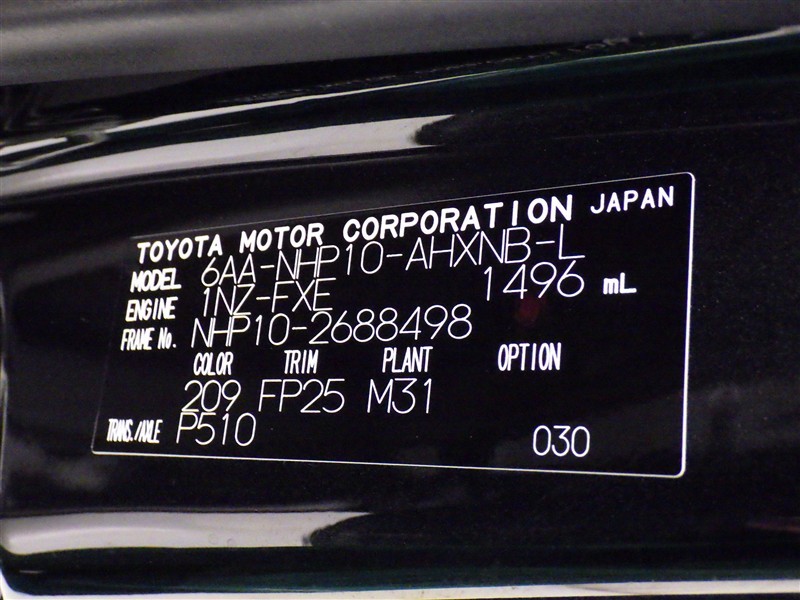 TOYOTA MOTOR CORPORATION JAPAN
MODEL 6AA-NHP10-AHXNB-L
ENGINE 1NZ-FXE 1496 mL
FRAME No. NHP10-2688498
COLOR TRIM PLANT OPTION
209 FP25 M31
TRANS./AXLE P510 030